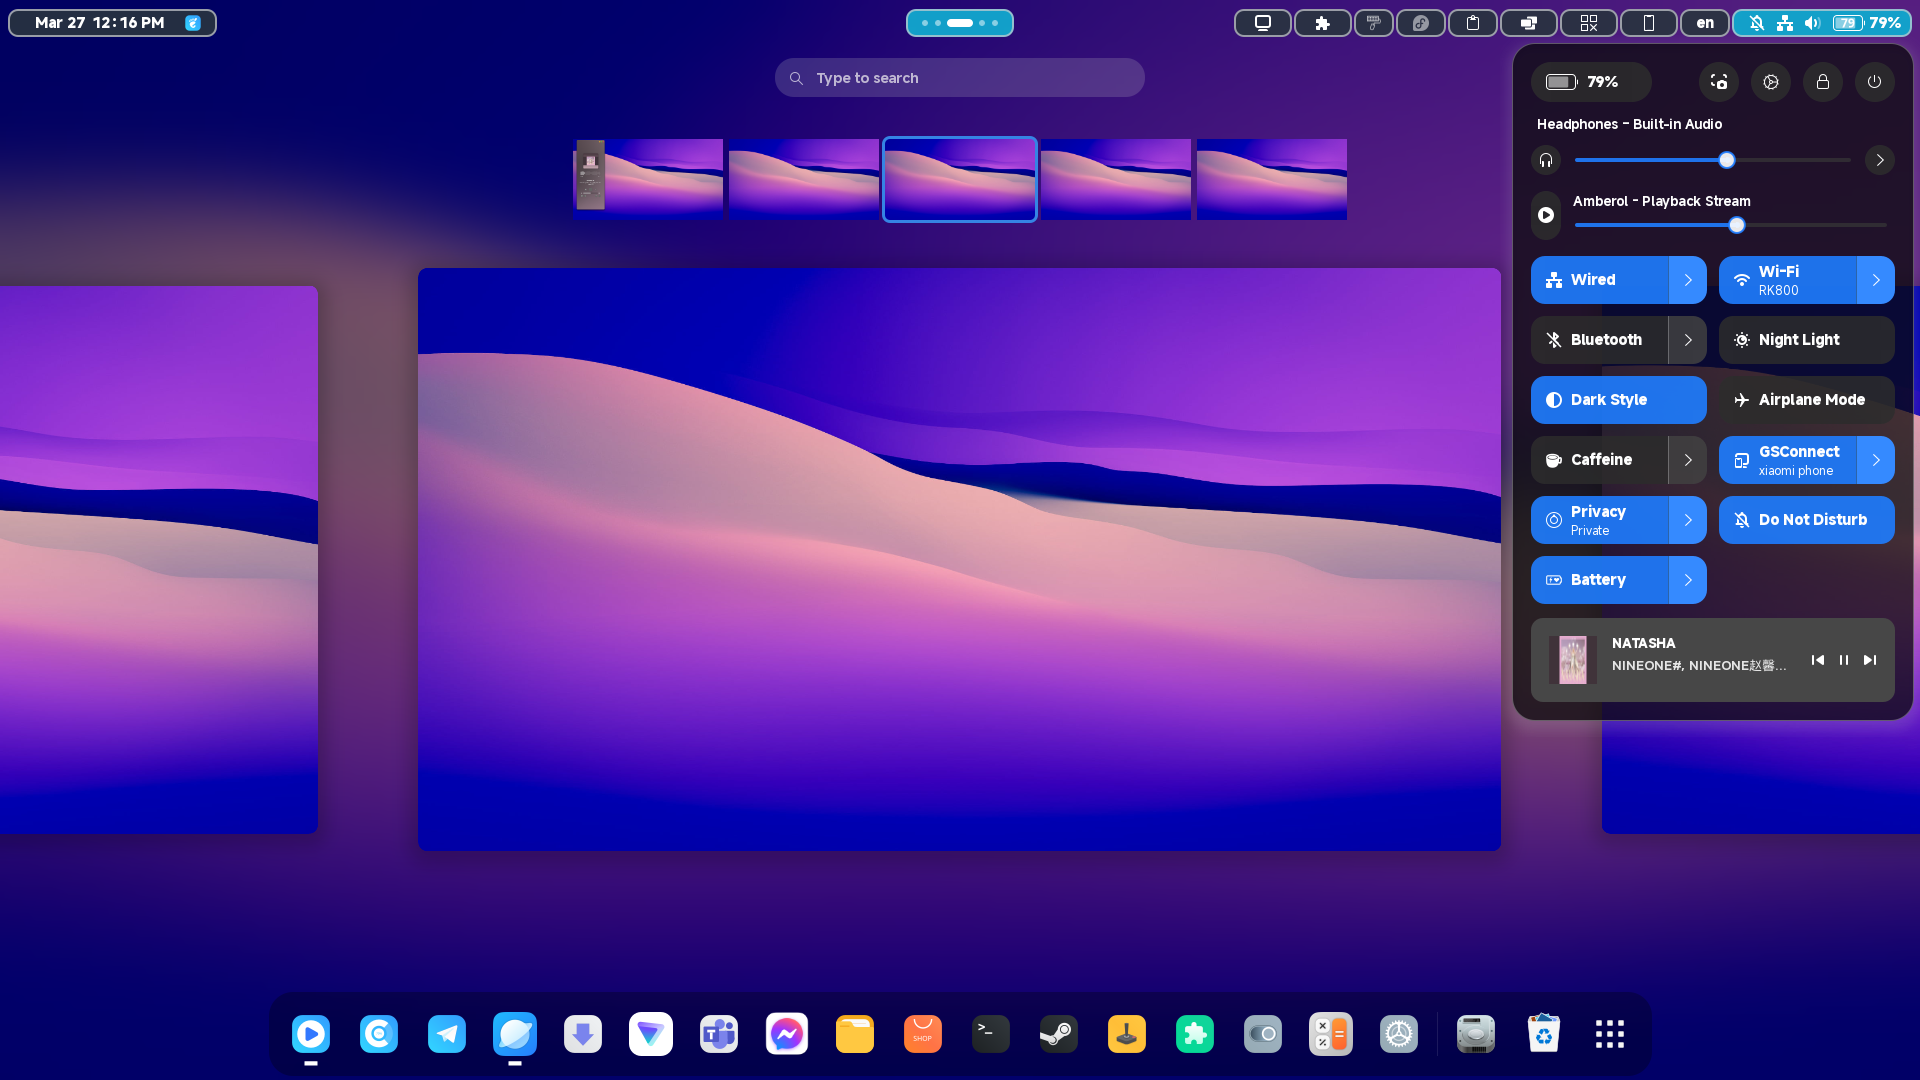 Mar 27 12:16 PM
en
79
79%
Type to search
79%
Headphones - Built-in Audio
Amberol - Playback Stream
Wired
Wi-Fi
RK800
Bluetooth
Night Light
Dark Style
Airplane Mode
Caffeine
GSConnect
xiaomi phone
Privacy
Private
Do Not Disturb
Battery
NATASHA
NINEONE#, NINEONE赵馨...
SHOP
>_